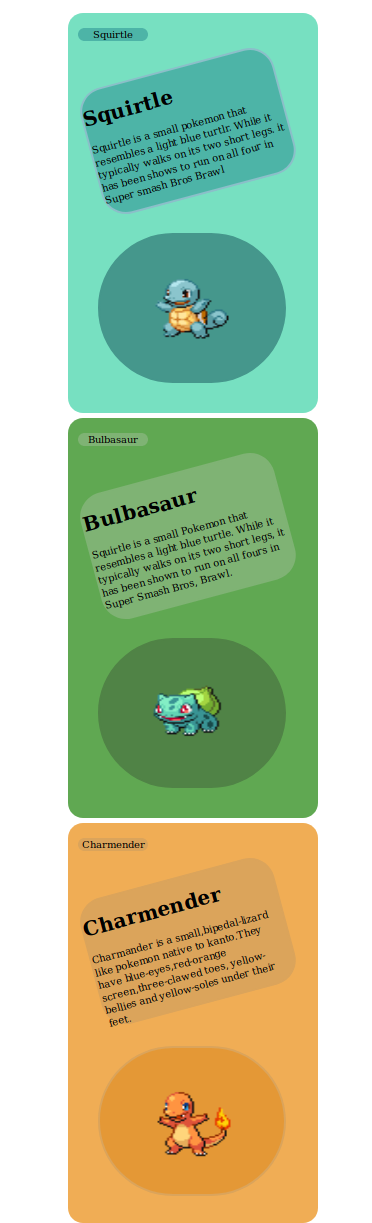 Squirtle
Squirtle
Squirtle is a small pokemon that
resembles a light blue turtlr. While it
typically walks on its two short legs, it
has been shows to run on all four in
Super smash Bros Brawl
Bulbasaur
Bulbasaur
Squirtle is a small Pokemon that
resembles a light blue turtle. While it
typically walks on its two short legs, it
has been shown to run on all fours in
Super Smash Bros, Brawl.
Charmender
Charmender
Charmander is a small,bipedal-lizard
like pokemon native to kanto.They
have blue-eyes,red-orange
screen,three-clawed toes, yellow-
bellies and yellow-soles under their
feet.